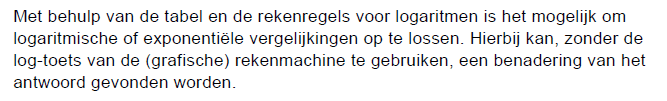 Met behulp van de tabel en de rekenregels voor logaritmen is het mogelijk om
logaritmische of exponentiële vergelijkingen op te lossen. Hierbij kan, zonder de
log-toets van de (grafische) rekenmachine te gebruiken, een benadering van het
antwoord gevonden worden.